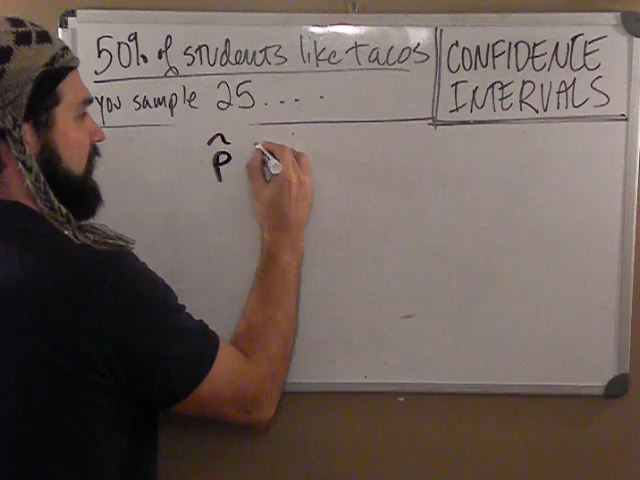 50% of students like tacos
you sample 25....
p̂
CONFIDENCE
INTERVALS